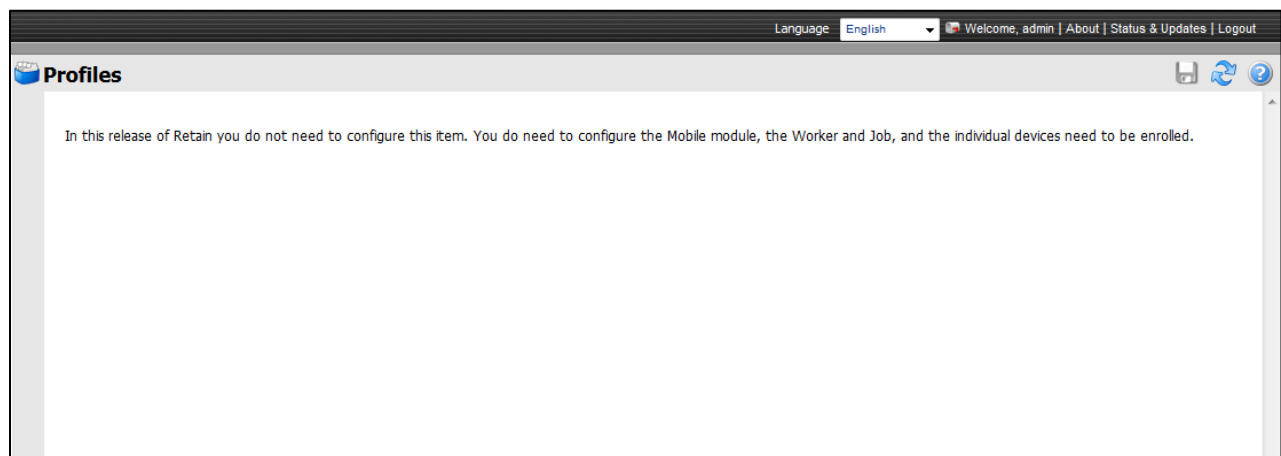 Language English Welcome, admin | About | Status & Updates | Logout
Profiles
In this release of Retain you do not need to configure this item. You do need to configure the Mobile module, the Worker and Job, and the individual devices need to be enrolled.